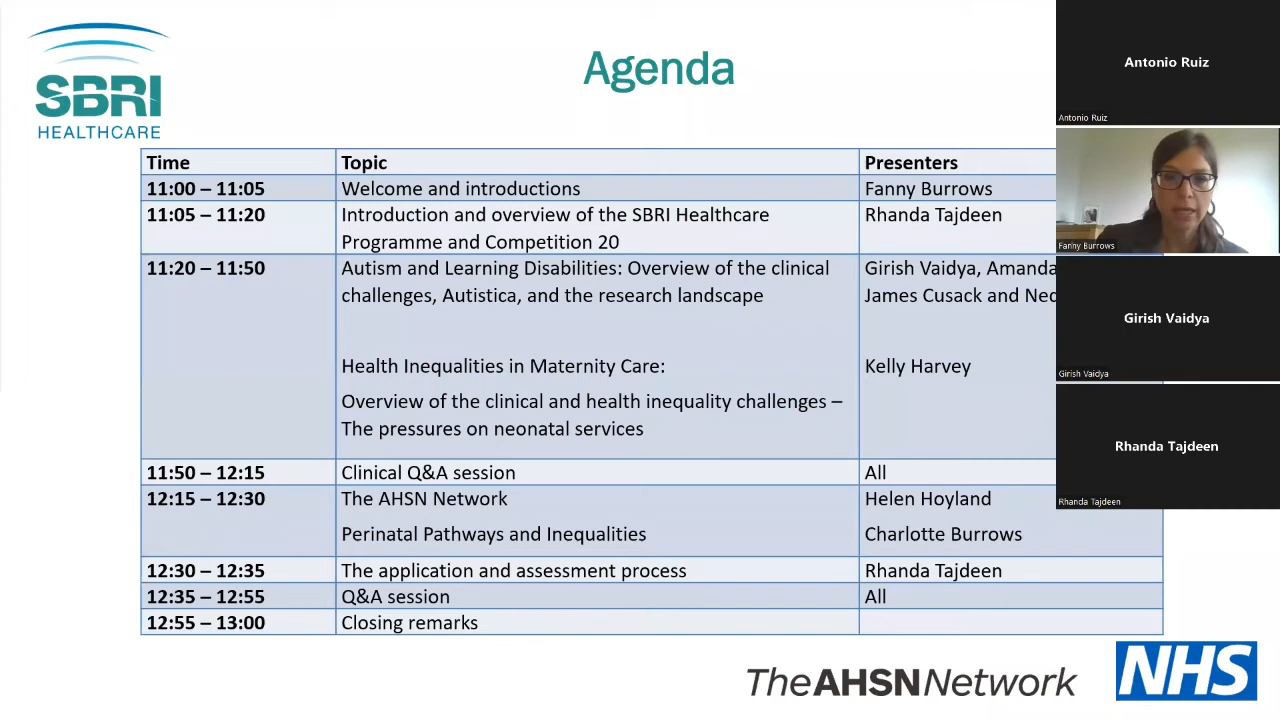 SBRI
HEALTHCARE
Agenda
Time Topic Presenters
11:00 – 11:05 Welcome and introductions Fanny Burrows
11:05 – 11:20 Introduction and overview of the SBRI Healthcare Rhanda Tajdeen
Programme and Competition 20
11:20 – 11:50 Autism and Learning Disabilities: Overview of the clinical Girish Vaidya, Amanda
challenges, Autistica, and the research landscape James Cusack and
Health Inequalities in Maternity Care: Kelly Harvey
Overview of the clinical and health inequality challenges –
The pressures on neonatal services
11:50 – 12:15 Clinical Q&A session All
12:15 – 12:30 The AHSN Network Helen Hoyland
Perinatal Pathways and Inequalities Charlotte Burrows
12:30 – 12:35 The application and assessment process Rhanda Tajdeen
12:35 – 12:55 Q&A session All
12:55 – 13:00 Closing remarks
TheAHSNNetwork
NHS
Antonio Ruiz
Antonio Ruiz
Fanny Burrows
Girish Vaidya
Girish Vaidya
Rhanda Tajdeen
Rhanda Tajdeen